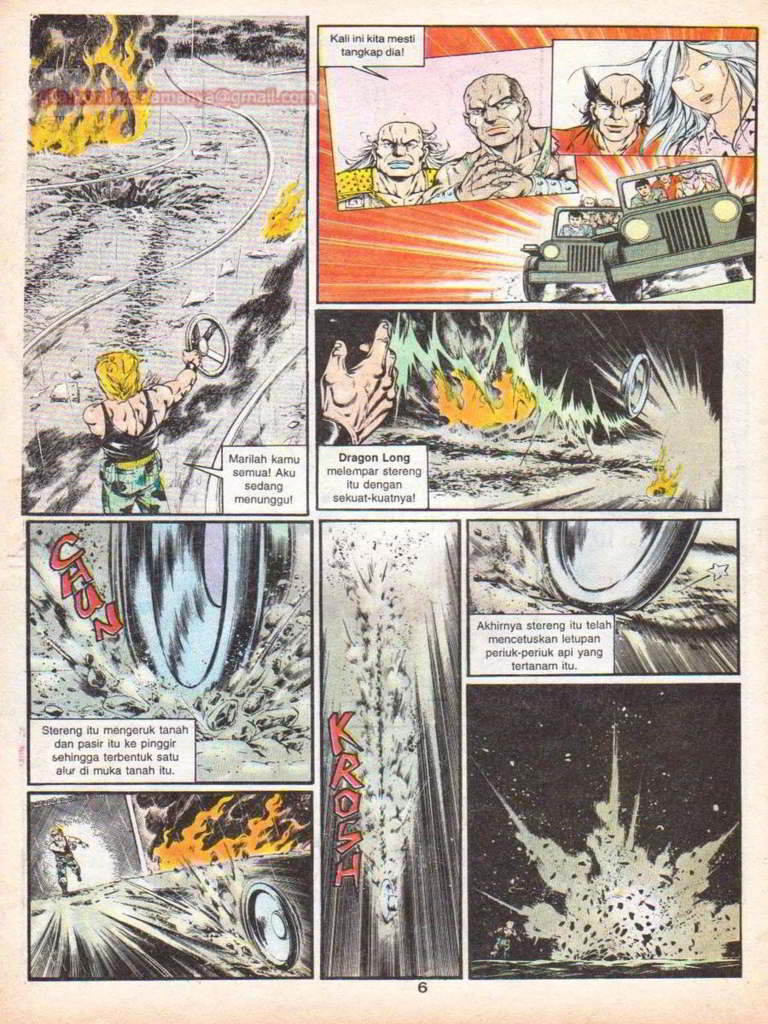 Kali ini kita mesti
tangkap dia!
Marilah kamu
semua! Aku
sedang
menunggu!
Dragon Long
melempar stereng
itu dengan
sekuat-kuatnya!
CHUN
Stereng itu mengeruk tanah
dan pasir itu ke pinggir
sehingga terbentuk satu
alur di muka tanah itu.
KROSH
Akhirnya stereng itu telah
mencetuskan letupan
periuk-periuk api yang
tertanam itu.
6